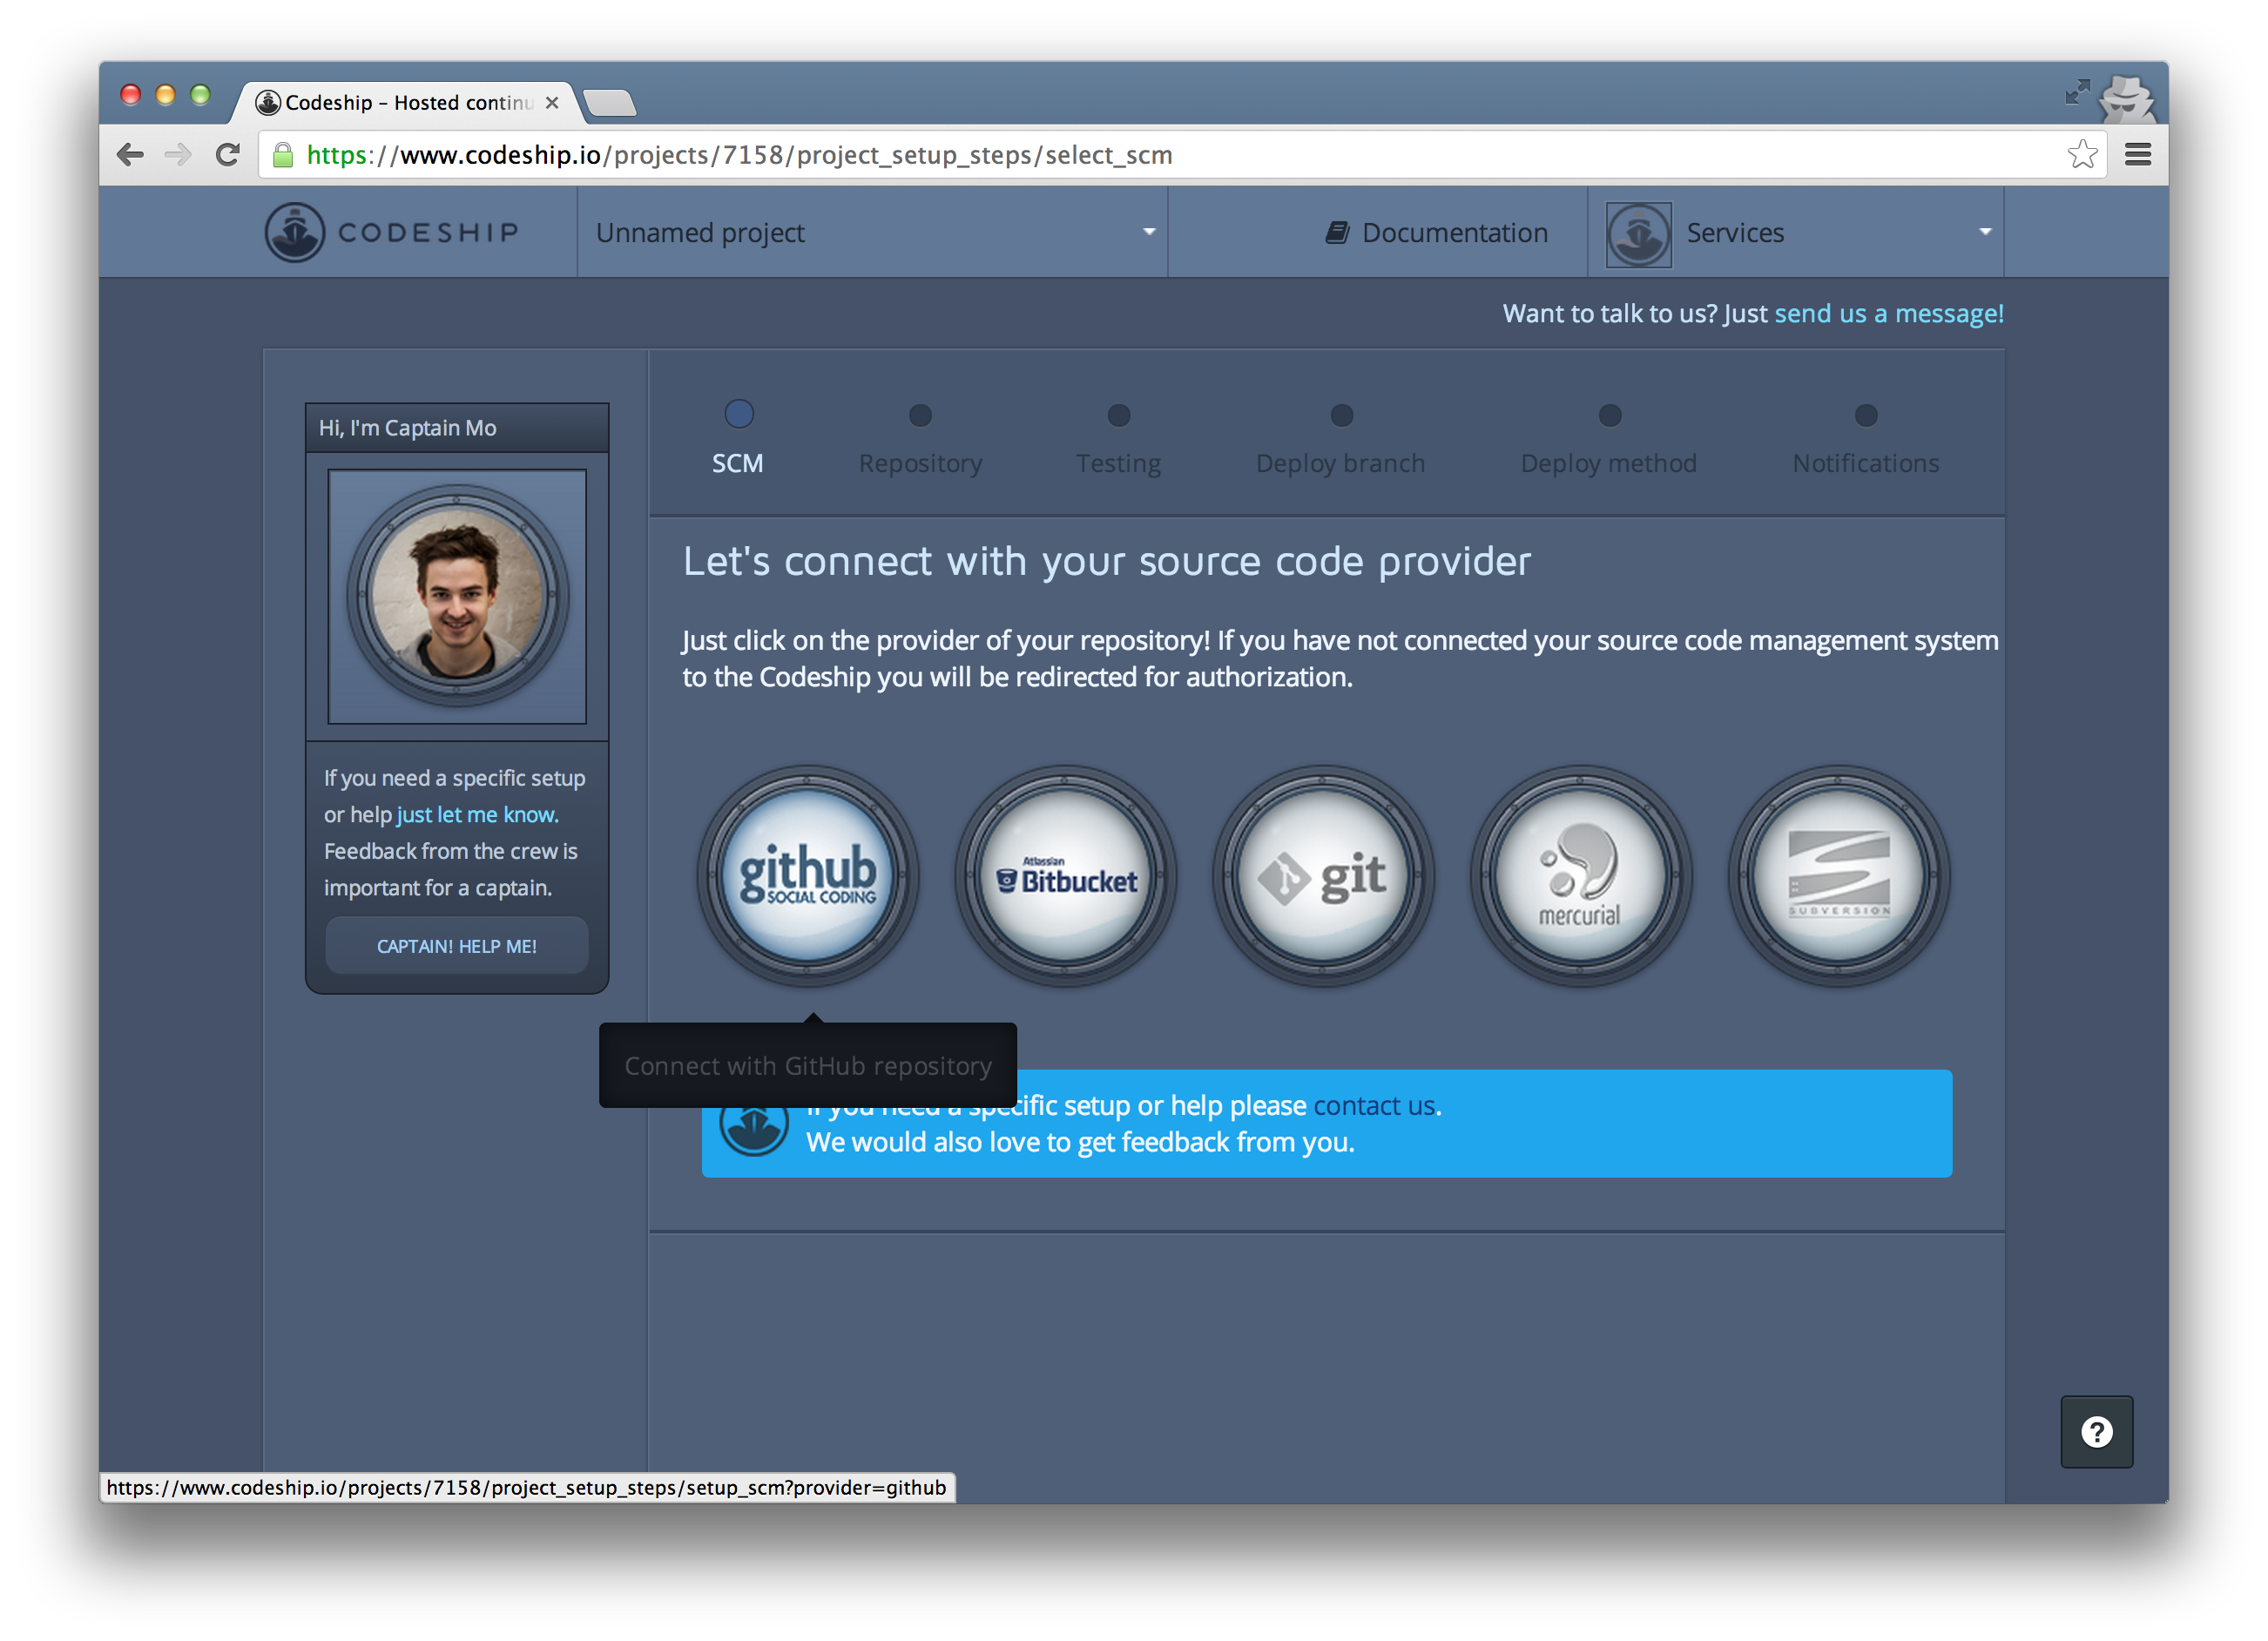 Codeship – Hosted continu
https://www.codeship.io/projects/7158/project_setup_steps/select_scm
CODESHIP
Unnamed project
Documentation
Services
Want to talk to us? Just send us a message!
Hi, I'm Captain Mo
If you need a specific setup
or help just let me know.
Feedback from the crew is
important for a captain.
CAPTAIN! HELP ME!
SCM
Repository
Testing
Deploy branch
Deploy method
Notifications
Let's connect with your source code provider
Just click on the provider of your repository! If you have not connected your source code management system
to the Codeship you will be redirected for authorization.
github
SOCIAL CODING
Atlassian
Bitbucket
git
mercurial
SUBVERSION
Connect with GitHub repository
If you need a specific setup or help please contact us.
We would also love to get feedback from you.
?
https://www.codeship.io/projects/7158/project_setup_steps/setup_scm?provider=github